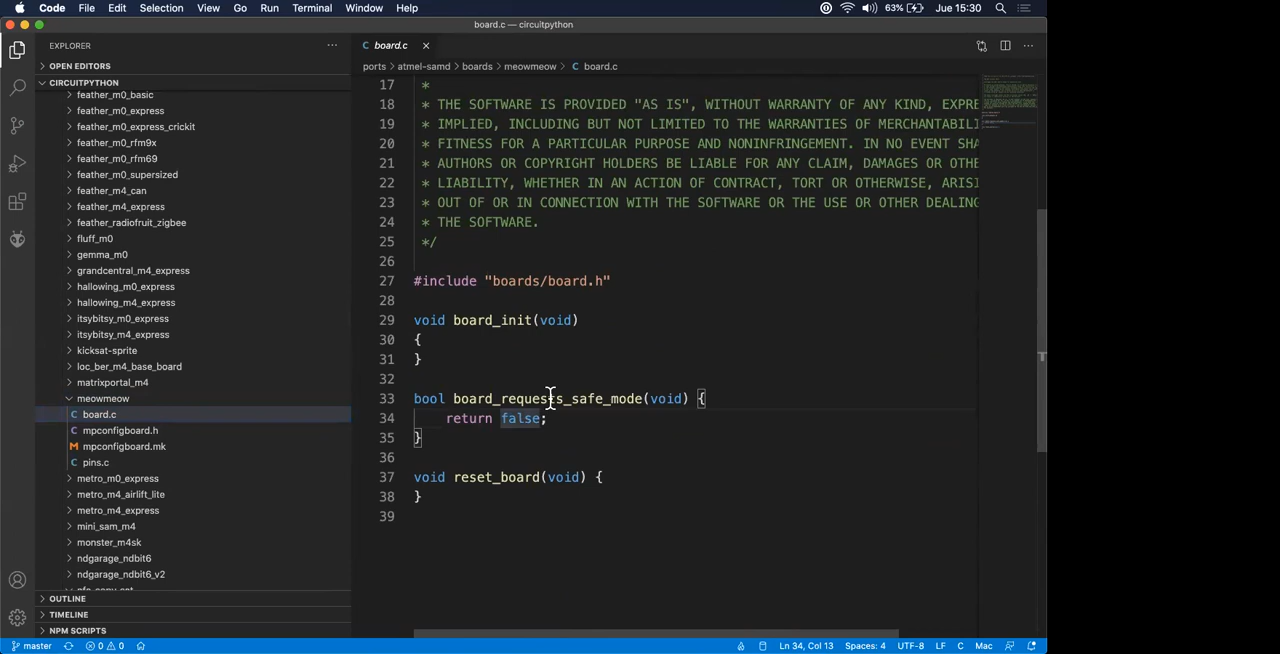 Code File Edit Selection View Go Run Terminal Window Help 63% Jue 15:30
board.c — circuitpython
EXPLORER
OPEN EDITORS
CIRCUITPYTHON
feather_m0_basic
feather_m0_express
feather_m0_express_crickit
feather_m0_rfm9x
feather_m0_rfm69
feather_m0_supersized
feather_m4_can
feather_m4_express
feather_radiofruit_zigbee
fluff_m0
gemma_m0
grandcentral_m4_express
hallowing_m0_express
hallowing_m4_express
itsybitsy_m0_express
itsybitsy_m4_express
kicksat-sprite
loc_ber_m4_base_board
matrixportal_m4
meowmeow
C board.c
C mpconfigboard.h
M mpconfigboard.mk
C pins.c
metro_m0_express
metro_m4_airlift_lite
metro_m4_express
mini_sam_m4
monster_m4sk
ndgarage_ndbit6
ndgarage_ndbit6_v2
OUTLINE
TIMELINE
NPM SCRIPTS
C board.c
ports > atmel-samd > boards > meowmeow > C board.c
17 *
18 * THE SOFTWARE IS PROVIDED "AS IS", WITHOUT WARRANTY OF ANY KIND, EXPRE
19 * IMPLIED, INCLUDING BUT NOT LIMITED TO THE WARRANTIES OF MERCHANTABILI
20 * FITNESS FOR A PARTICULAR PURPOSE AND NONINFRINGEMENT. IN NO EVENT SHA
21 * AUTHORS OR COPYRIGHT HOLDERS BE LIABLE FOR ANY CLAIM, DAMAGES OR OTHE
22 * LIABILITY, WHETHER IN AN ACTION OF CONTRACT, TORT OR OTHERWISE, ARISI
23 * OUT OF OR IN CONNECTION WITH THE SOFTWARE OR THE USE OR OTHER DEALING
24 * THE SOFTWARE.
25 */
26
27 #include "boards/board.h"
28
29 void board_init(void)
30 {
31 }
32
33 bool board_requests_safe_mode(void) {
34 return false;
35 }
36
37 void reset_board(void) {
38 }
39
master 0 0 Ln 34, Col 13 Spaces: 4 UTF-8 LF C Mac